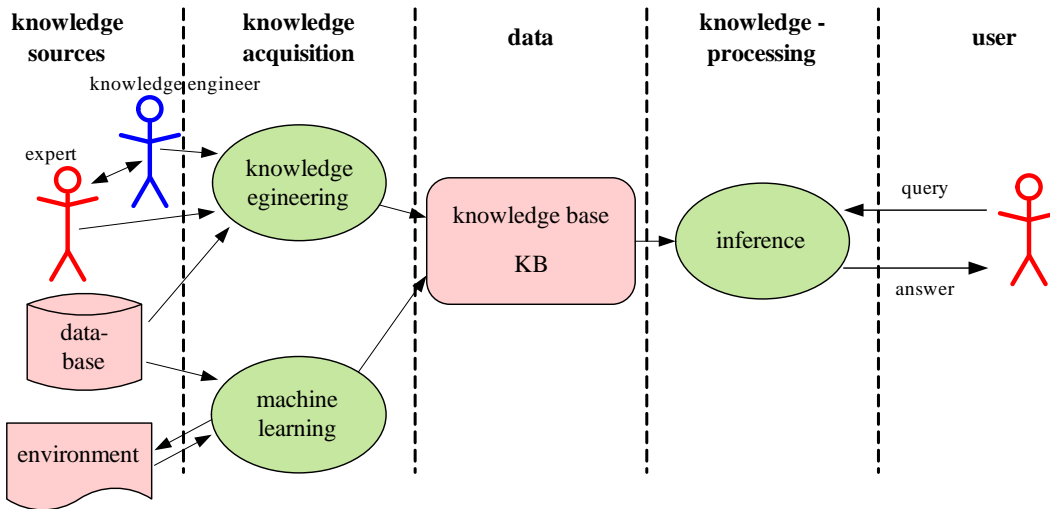 knowledge
sources
knowledge
acquisition
data
knowledge -
processing
user
knowledge engineer
expert
knowledge
egineering
knowledge base
KB
inference
query
answer
data-
base
machine
learning
environment